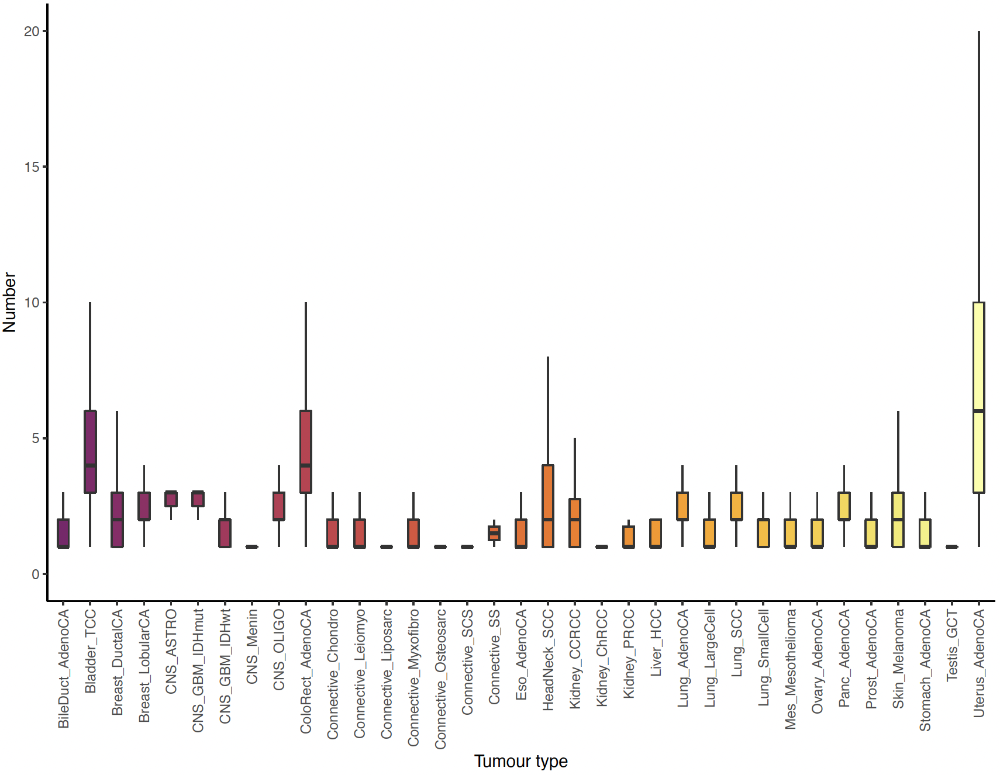 20
15
10
5
0
Number
BileDuct_AdenoCA
Bladder_TCC
Breast_DuctalCA
Breast_LobularCA
CNS_ASTRO
CNS_GBM_IDHmut
CNS_GBM_IDHwt
CNS_Menin
CNS_OLIGO
ColoRect_AdenoCA
Connective_Chondro
Connective_Leiomyo
Connective_Liposarc
Connective_Myxofibro
Connective_Osteosarc
Connective_SCS
Connective_SS
Eso_AdenoCA
HeadNeck_SCC
Kidney_CCRCC
Kidney_ChRCC
Kidney_PRCC
Liver_HCC
Lung_AdenoCA
Lung_LargeCell
Lung_SCC
Lung_SmallCell
Mes_Mesothelioma
Ovary_AdenoCA
Panc_AdenoCA
Prost_AdenoCA
Skin_Melanoma
Stomach_AdenoCA
Testis_GCT
Uterus_AdenoCA
Tumour type